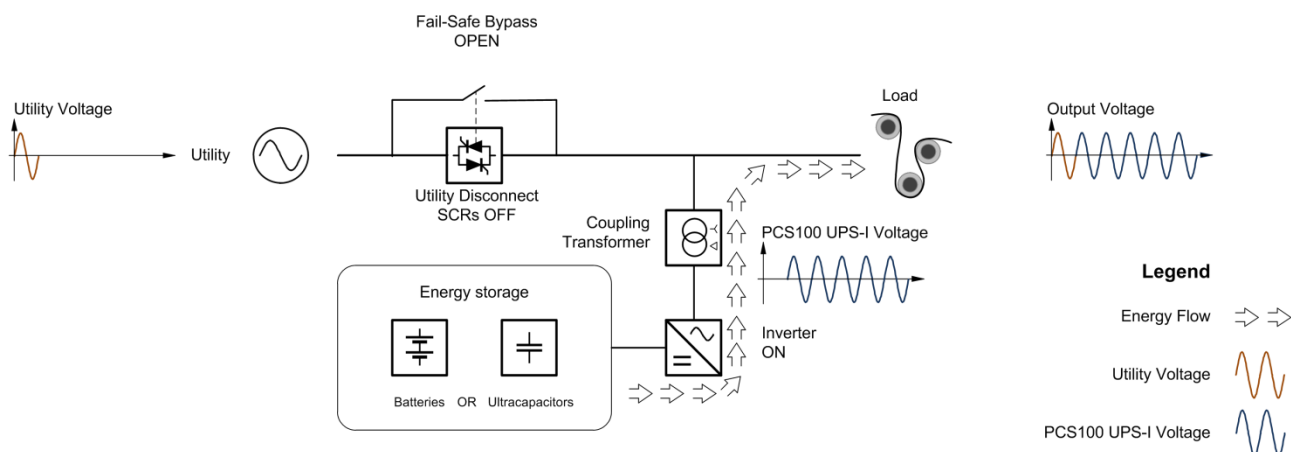 Fail-Safe Bypass
OPEN
Utility Voltage
Utility
Utility Disconnect
SCRs OFF
Load
Output Voltage
Coupling
Transformer
PCS100 UPS-I Voltage
Energy storage
Batteries OR Ultracapacitors
Inverter
ON
Legend
Energy Flow
Utility Voltage
PCS100 UPS-I Voltage